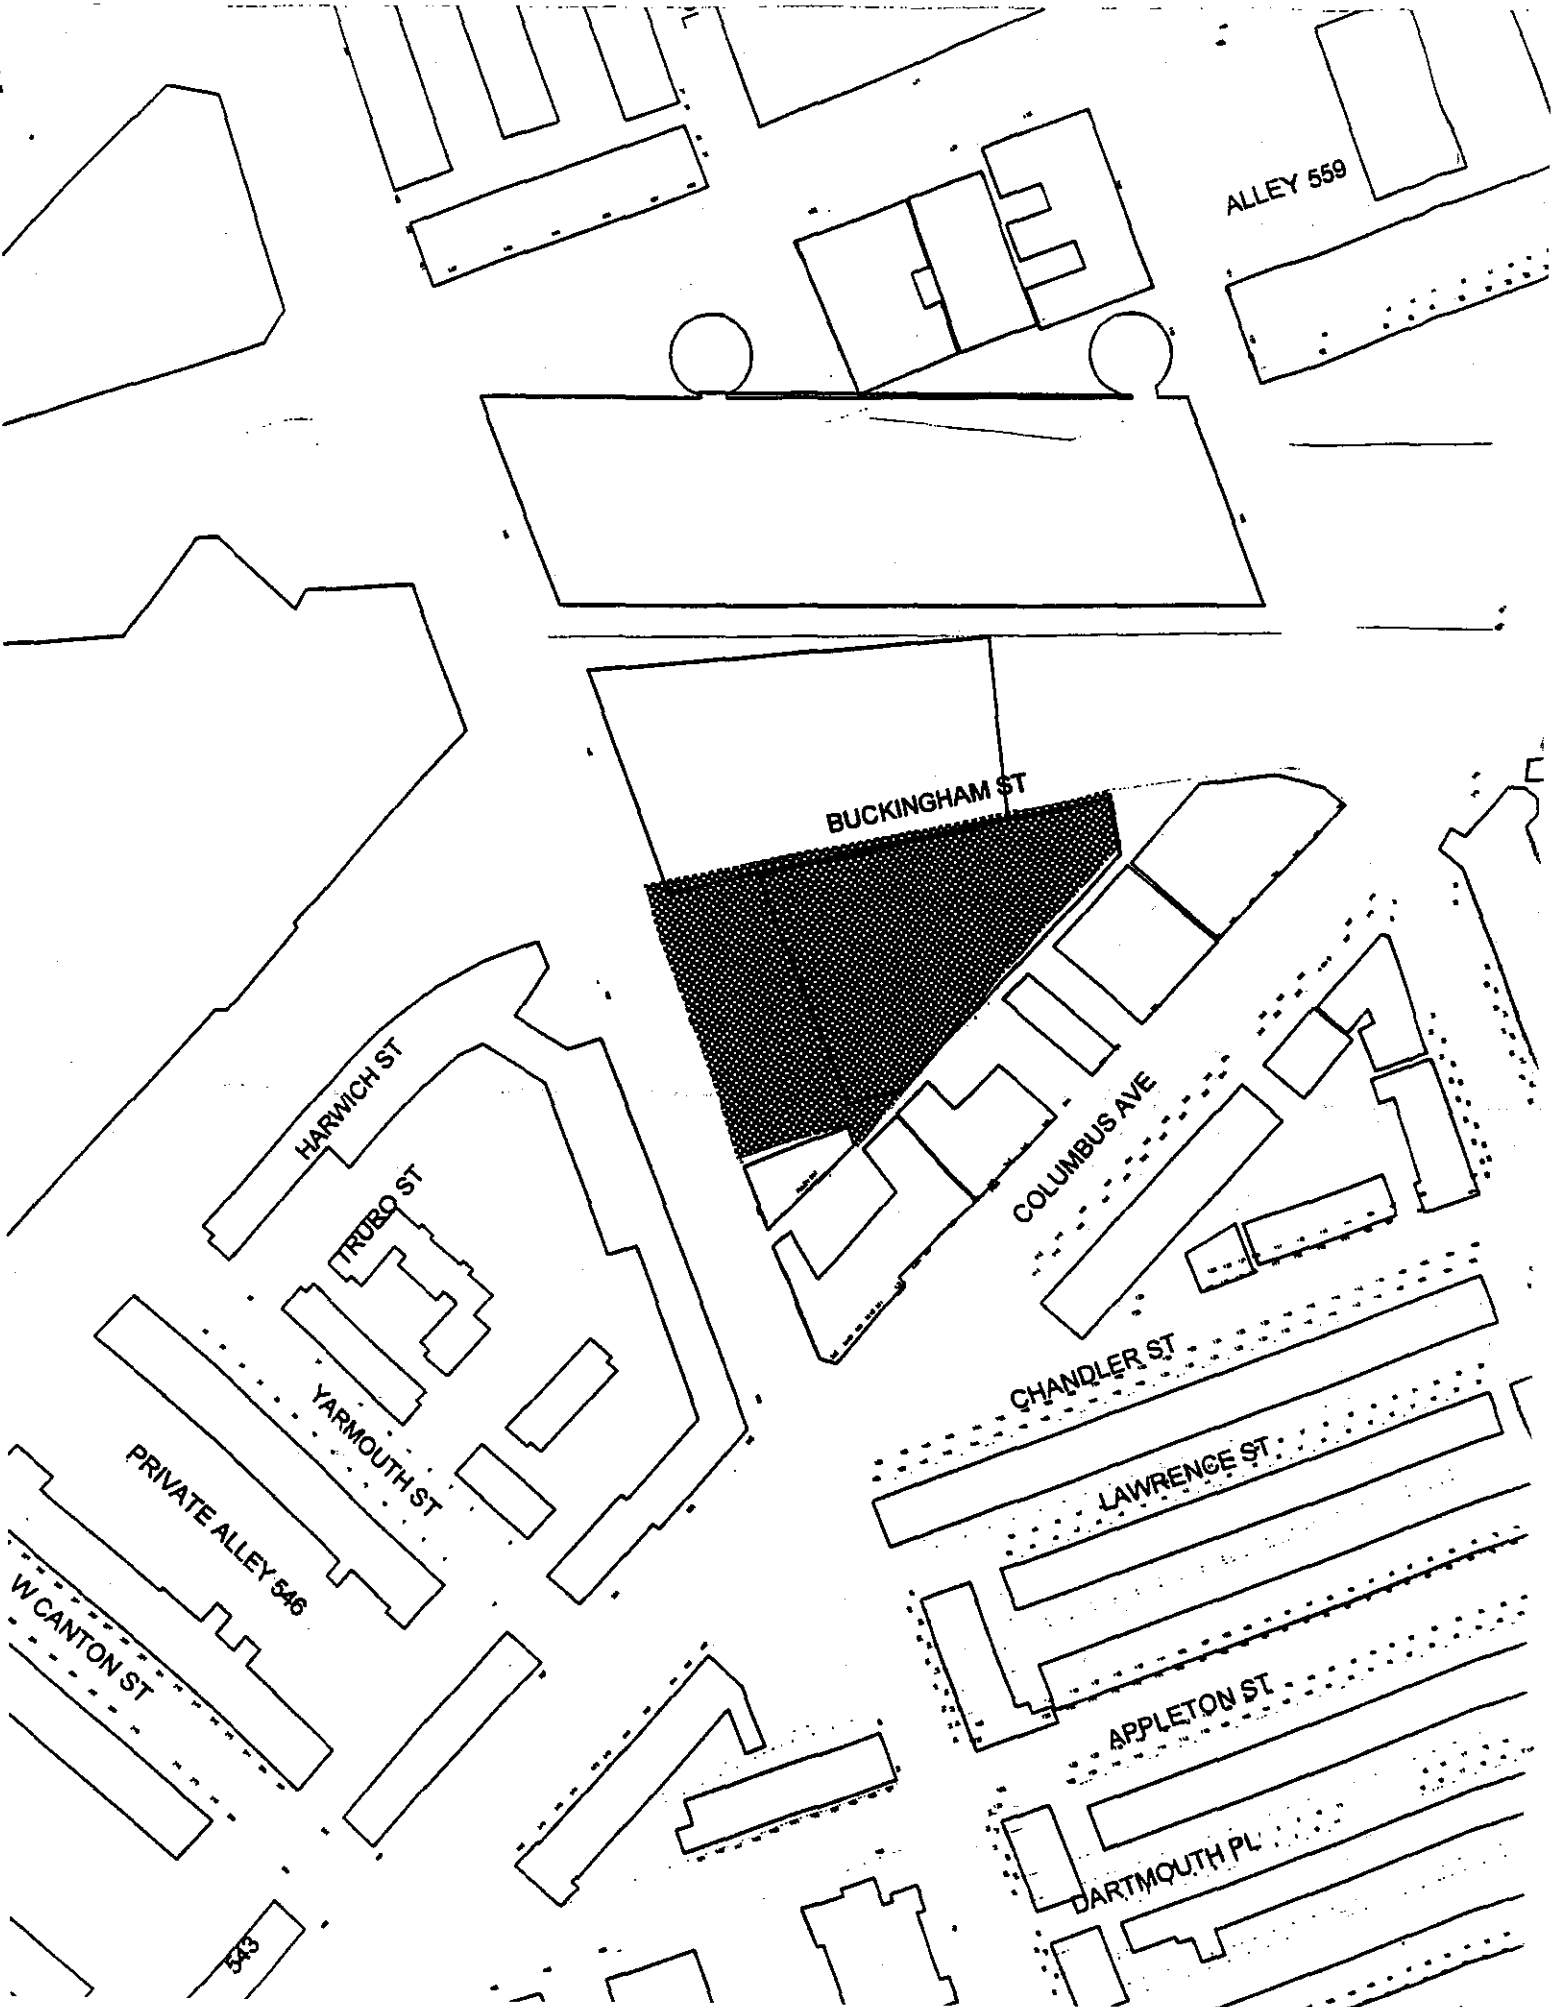 ALLEY 559
BUCKINGHAM ST
HARWICH ST
TRURO ST
COLUMBUS AVE
CHANDLER ST
YARMOUTH ST
PRIVATE ALLEY 546
LAWRENCE ST
W CANTON ST
APPLETON ST
DARTMOUTH PL
543